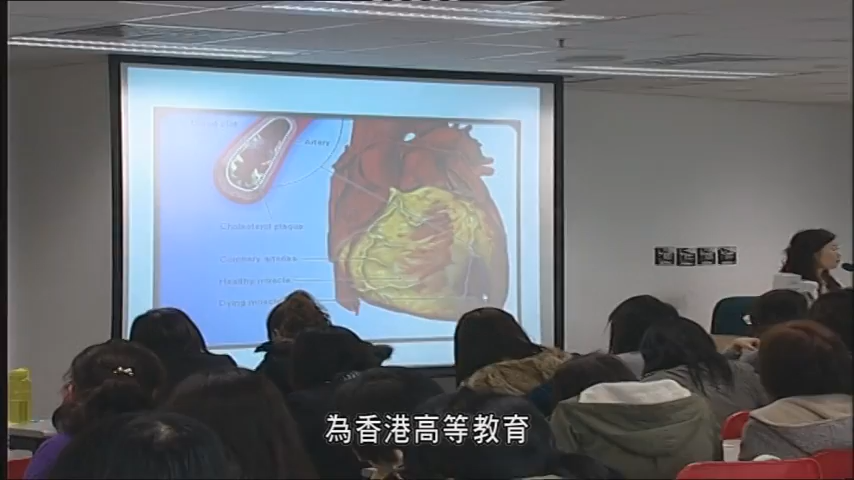 Artery
Cholesterol plaque
Coronary arteries
Healthy muscle
Dying muscle
為香港高等教育